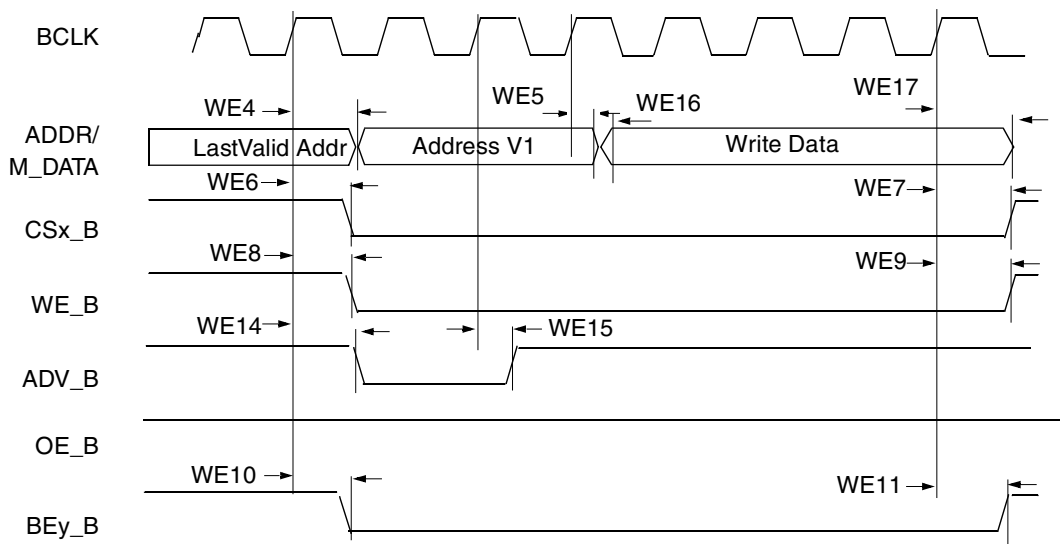 BCLK
WE4
WE5
WE16
WE17
ADDR/
M_DATA
LastValid Addr
Address V1
Write Data
WE6
WE7
CSx_B
WE8
WE9
WE_B
WE14
WE15
ADV_B
OE_B
WE10
WE11
BEy_B